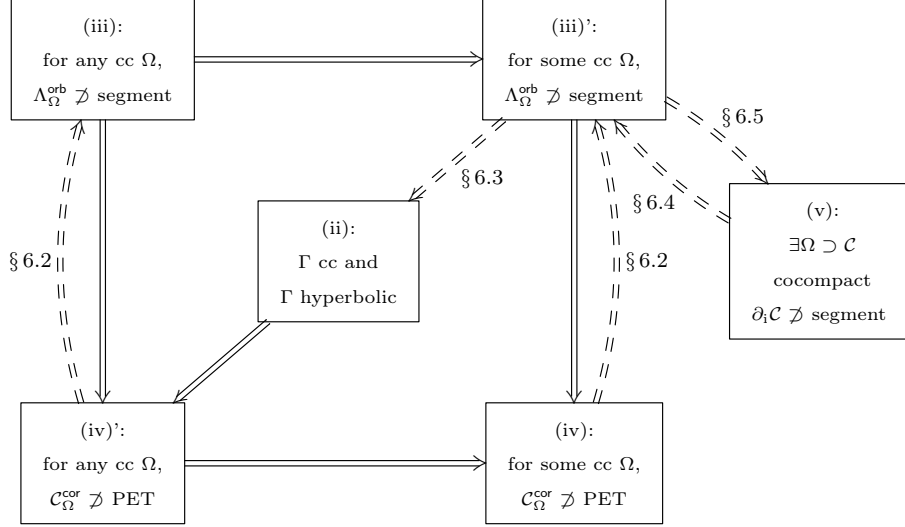 (iii):
for any cc Ω,
Λ_Ω^orb ⊅ segment
(iii)':
for some cc Ω,
Λ_Ω^orb ⊅ segment
§ 6.5
§ 6.3
§ 6.4
(v):
∃Ω ⊃ 𝒞
cocompact
∂_i𝒞 ⊅ segment
(ii):
Γ cc and
Γ hyperbolic
§ 6.2
§ 6.2
(iv)':
for any cc Ω,
𝒞_Ω^cor ⊅ PET
(iv):
for some cc Ω,
𝒞_Ω^cor ⊅ PET